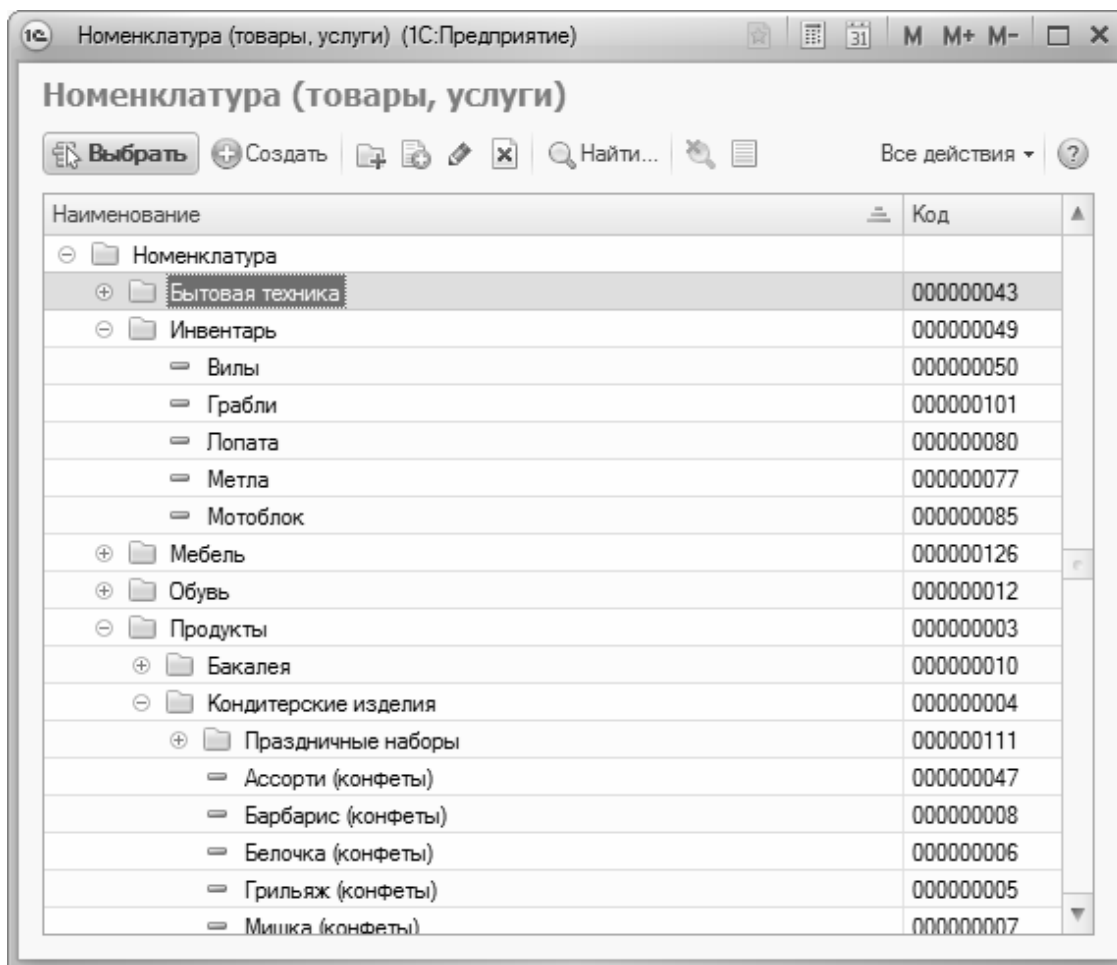 1С Номенклатура (товары, услуги) (1С:Предприятие) 31 M M+ M-
Номенклатура (товары, услуги)
Выбрать Создать Найти... Все действия ?
Наименование Код
Номенклатура
Бытовая техника 000000043
Инвентарь 000000049
Вилы 000000050
Грабли 000000101
Лопата 000000080
Метла 000000077
Мотоблок 000000085
Мебель 000000126
Обувь 000000012
Продукты 000000003
Бакалея 000000010
Кондитерские изделия 000000004
Праздничные наборы 000000111
Ассорти (конфеты) 000000047
Барбарис (конфеты) 000000008
Белочка (конфеты) 000000006
Грильяж (конфеты) 000000005
Мишка (конфеты) 000000007